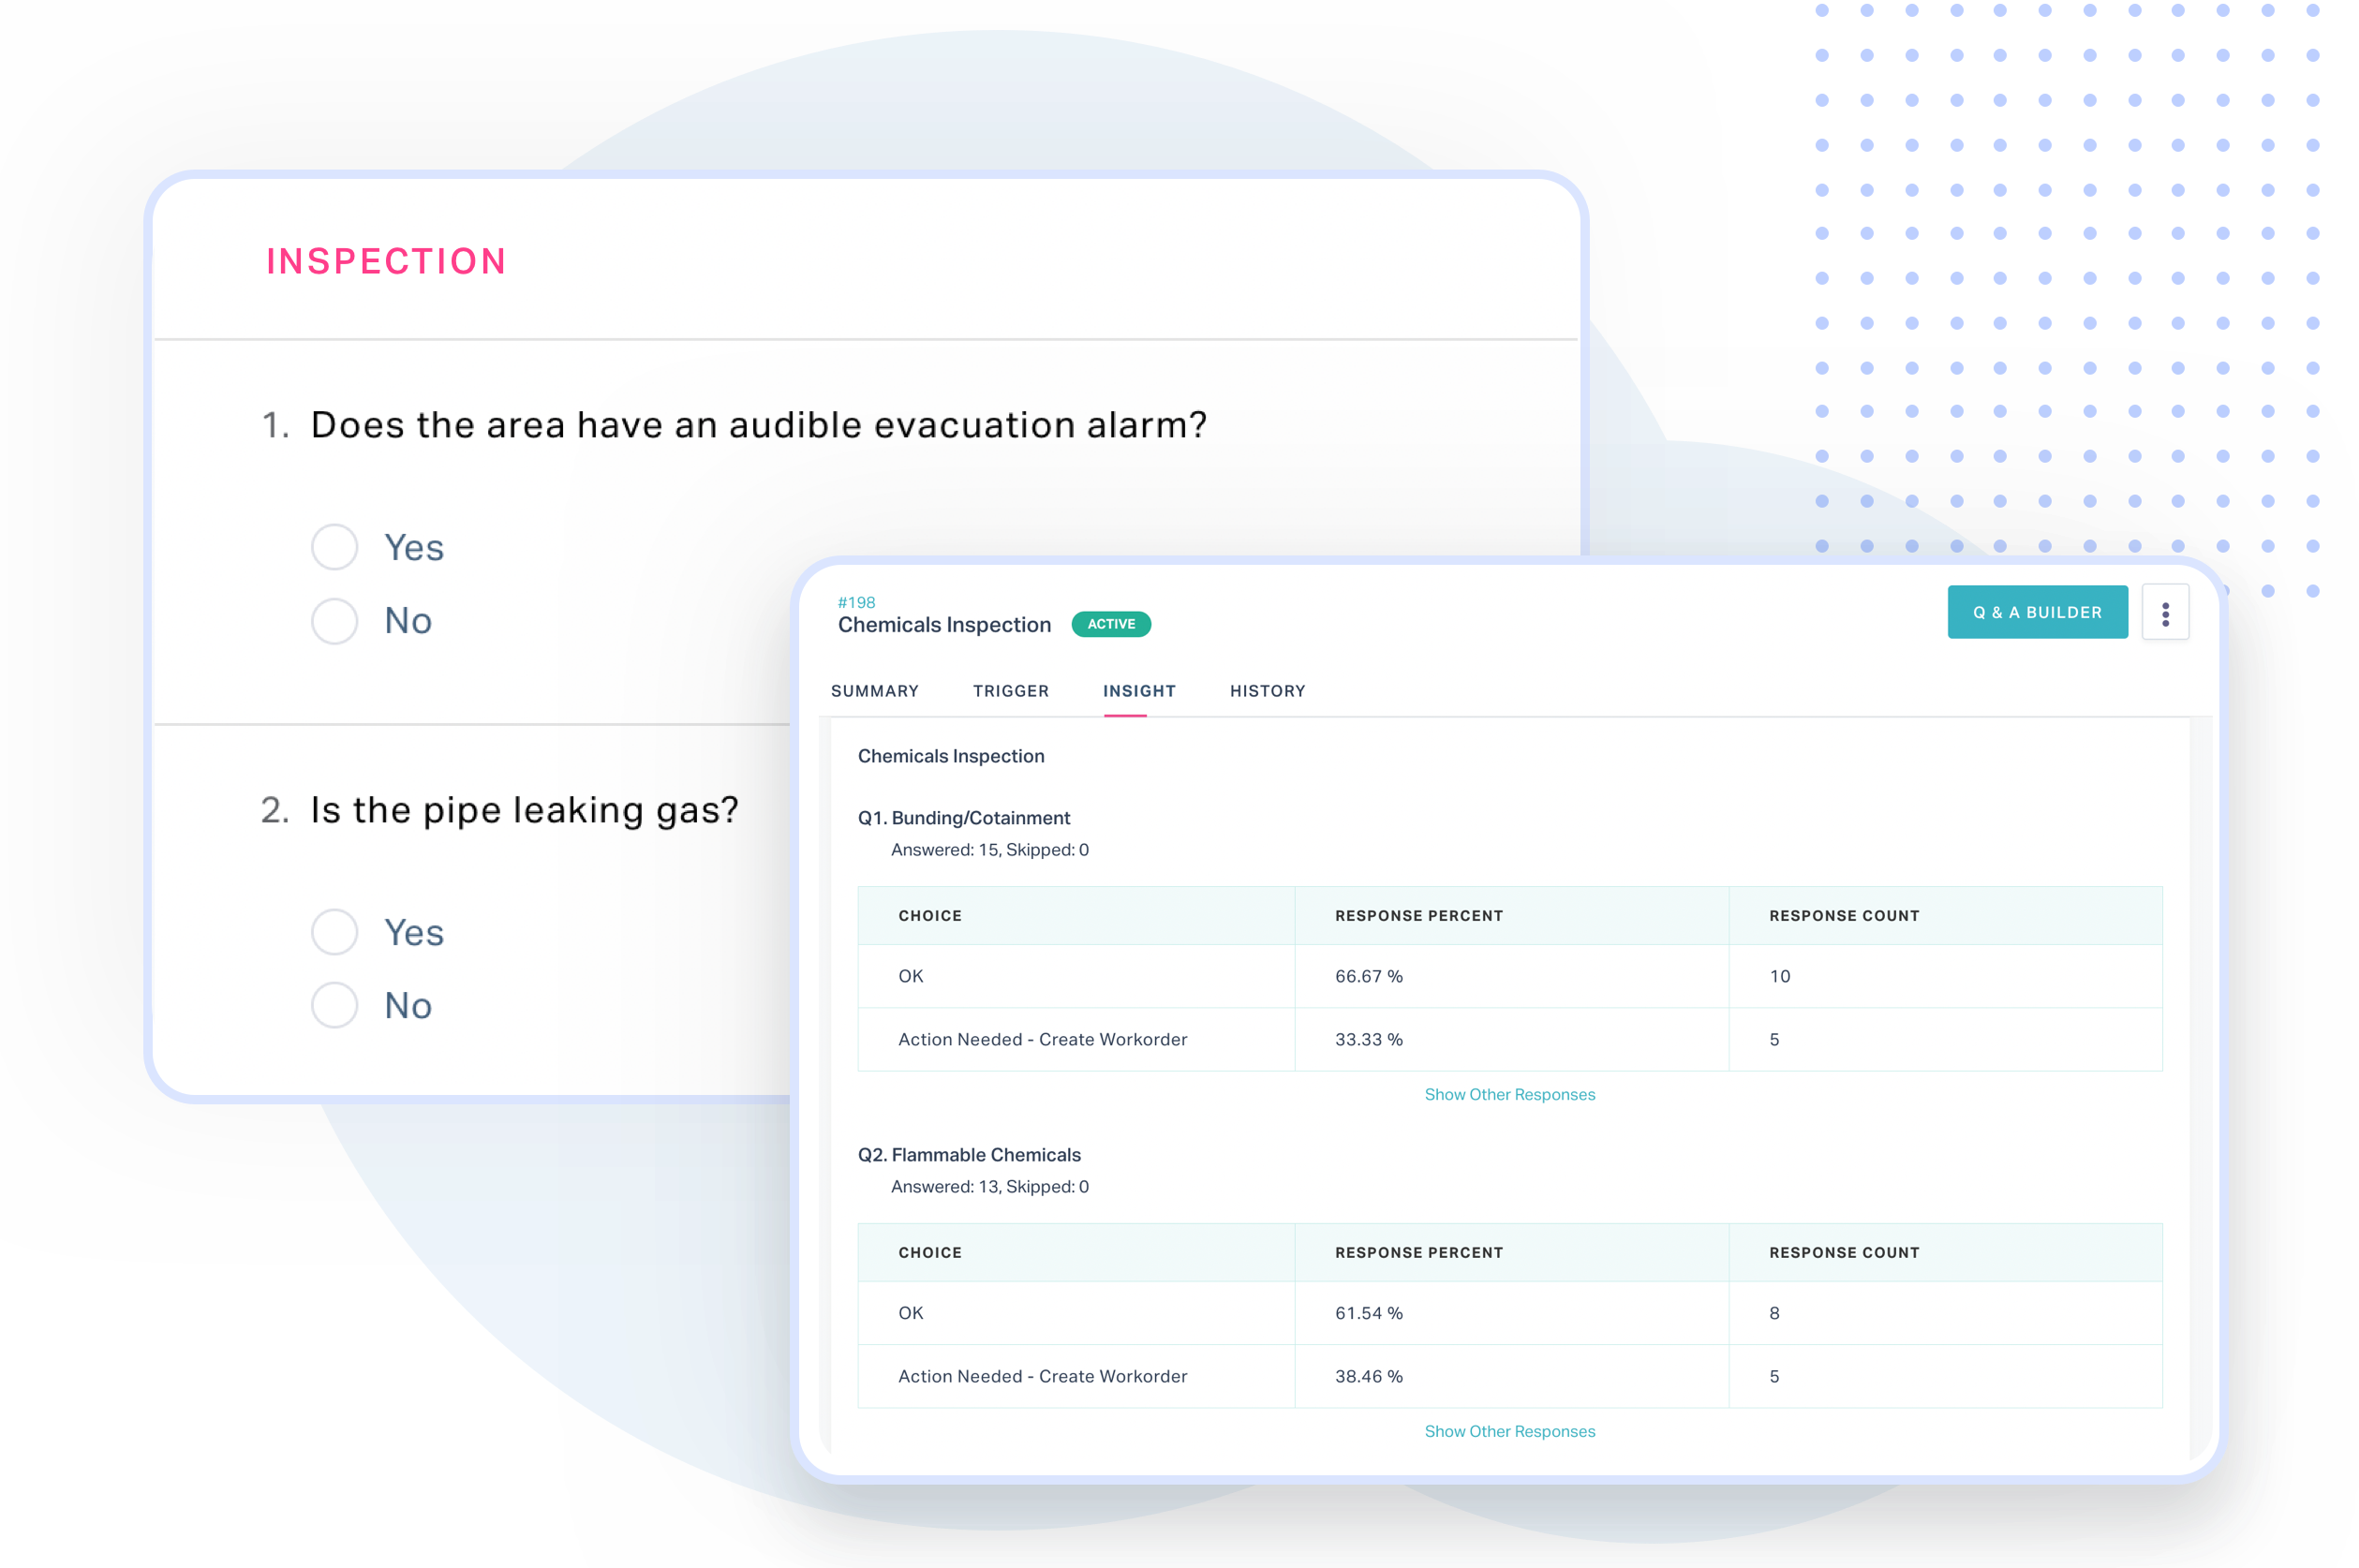 INSPECTION
1. Does the area have an audible evacuation alarm?
Yes
No
2. Is the pipe leaking gas?
Yes
No
#198
Chemicals Inspection ACTIVE
Q & A BUILDER
SUMMARY TRIGGER INSIGHT HISTORY
Chemicals Inspection
Q1. Bunding/Cotainment
Answered: 15, Skipped: 0
CHOICE RESPONSE PERCENT RESPONSE COUNT
OK 66.67 % 10
Action Needed - Create Workorder 33.33 % 5
Show Other Responses
Q2. Flammable Chemicals
Answered: 13, Skipped: 0
CHOICE RESPONSE PERCENT RESPONSE COUNT
OK 61.54 % 8
Action Needed - Create Workorder 38.46 % 5
Show Other Responses